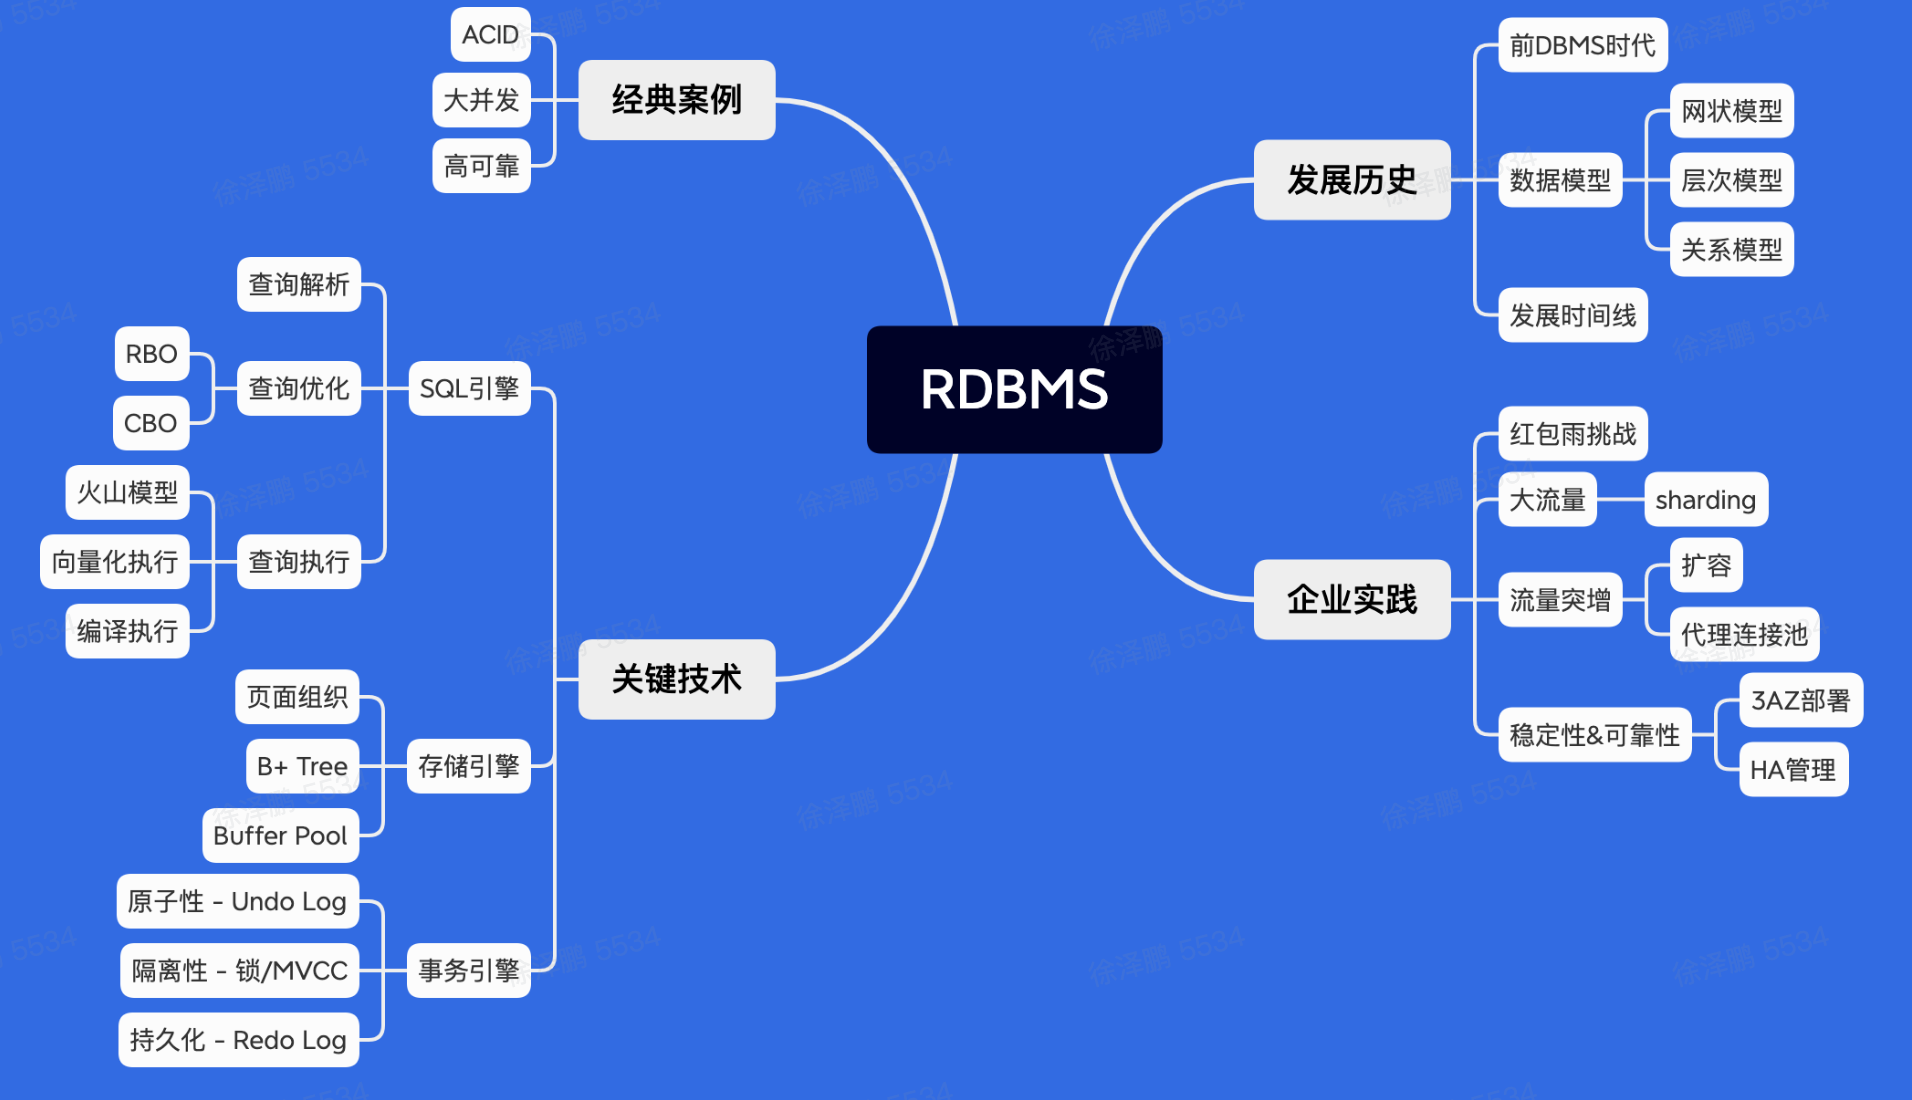 RDBMS
经典案例
ACID
大并发
高可靠
发展历史
前DBMS时代
数据模型
网状模型
层次模型
关系模型
发展时间线
关键技术
SQL引擎
查询解析
查询优化
RBO
CBO
查询执行
火山模型
向量化执行
编译执行
存储引擎
页面组织
B+ Tree
Buffer Pool
事务引擎
原子性 - Undo Log
隔离性 - 锁/MVCC
持久化 - Redo Log
企业实践
红包雨挑战
大流量
sharding
流量突增
扩容
代理连接池
稳定性&可靠性
3AZ部署
HA管理
徐泽鹏 5534